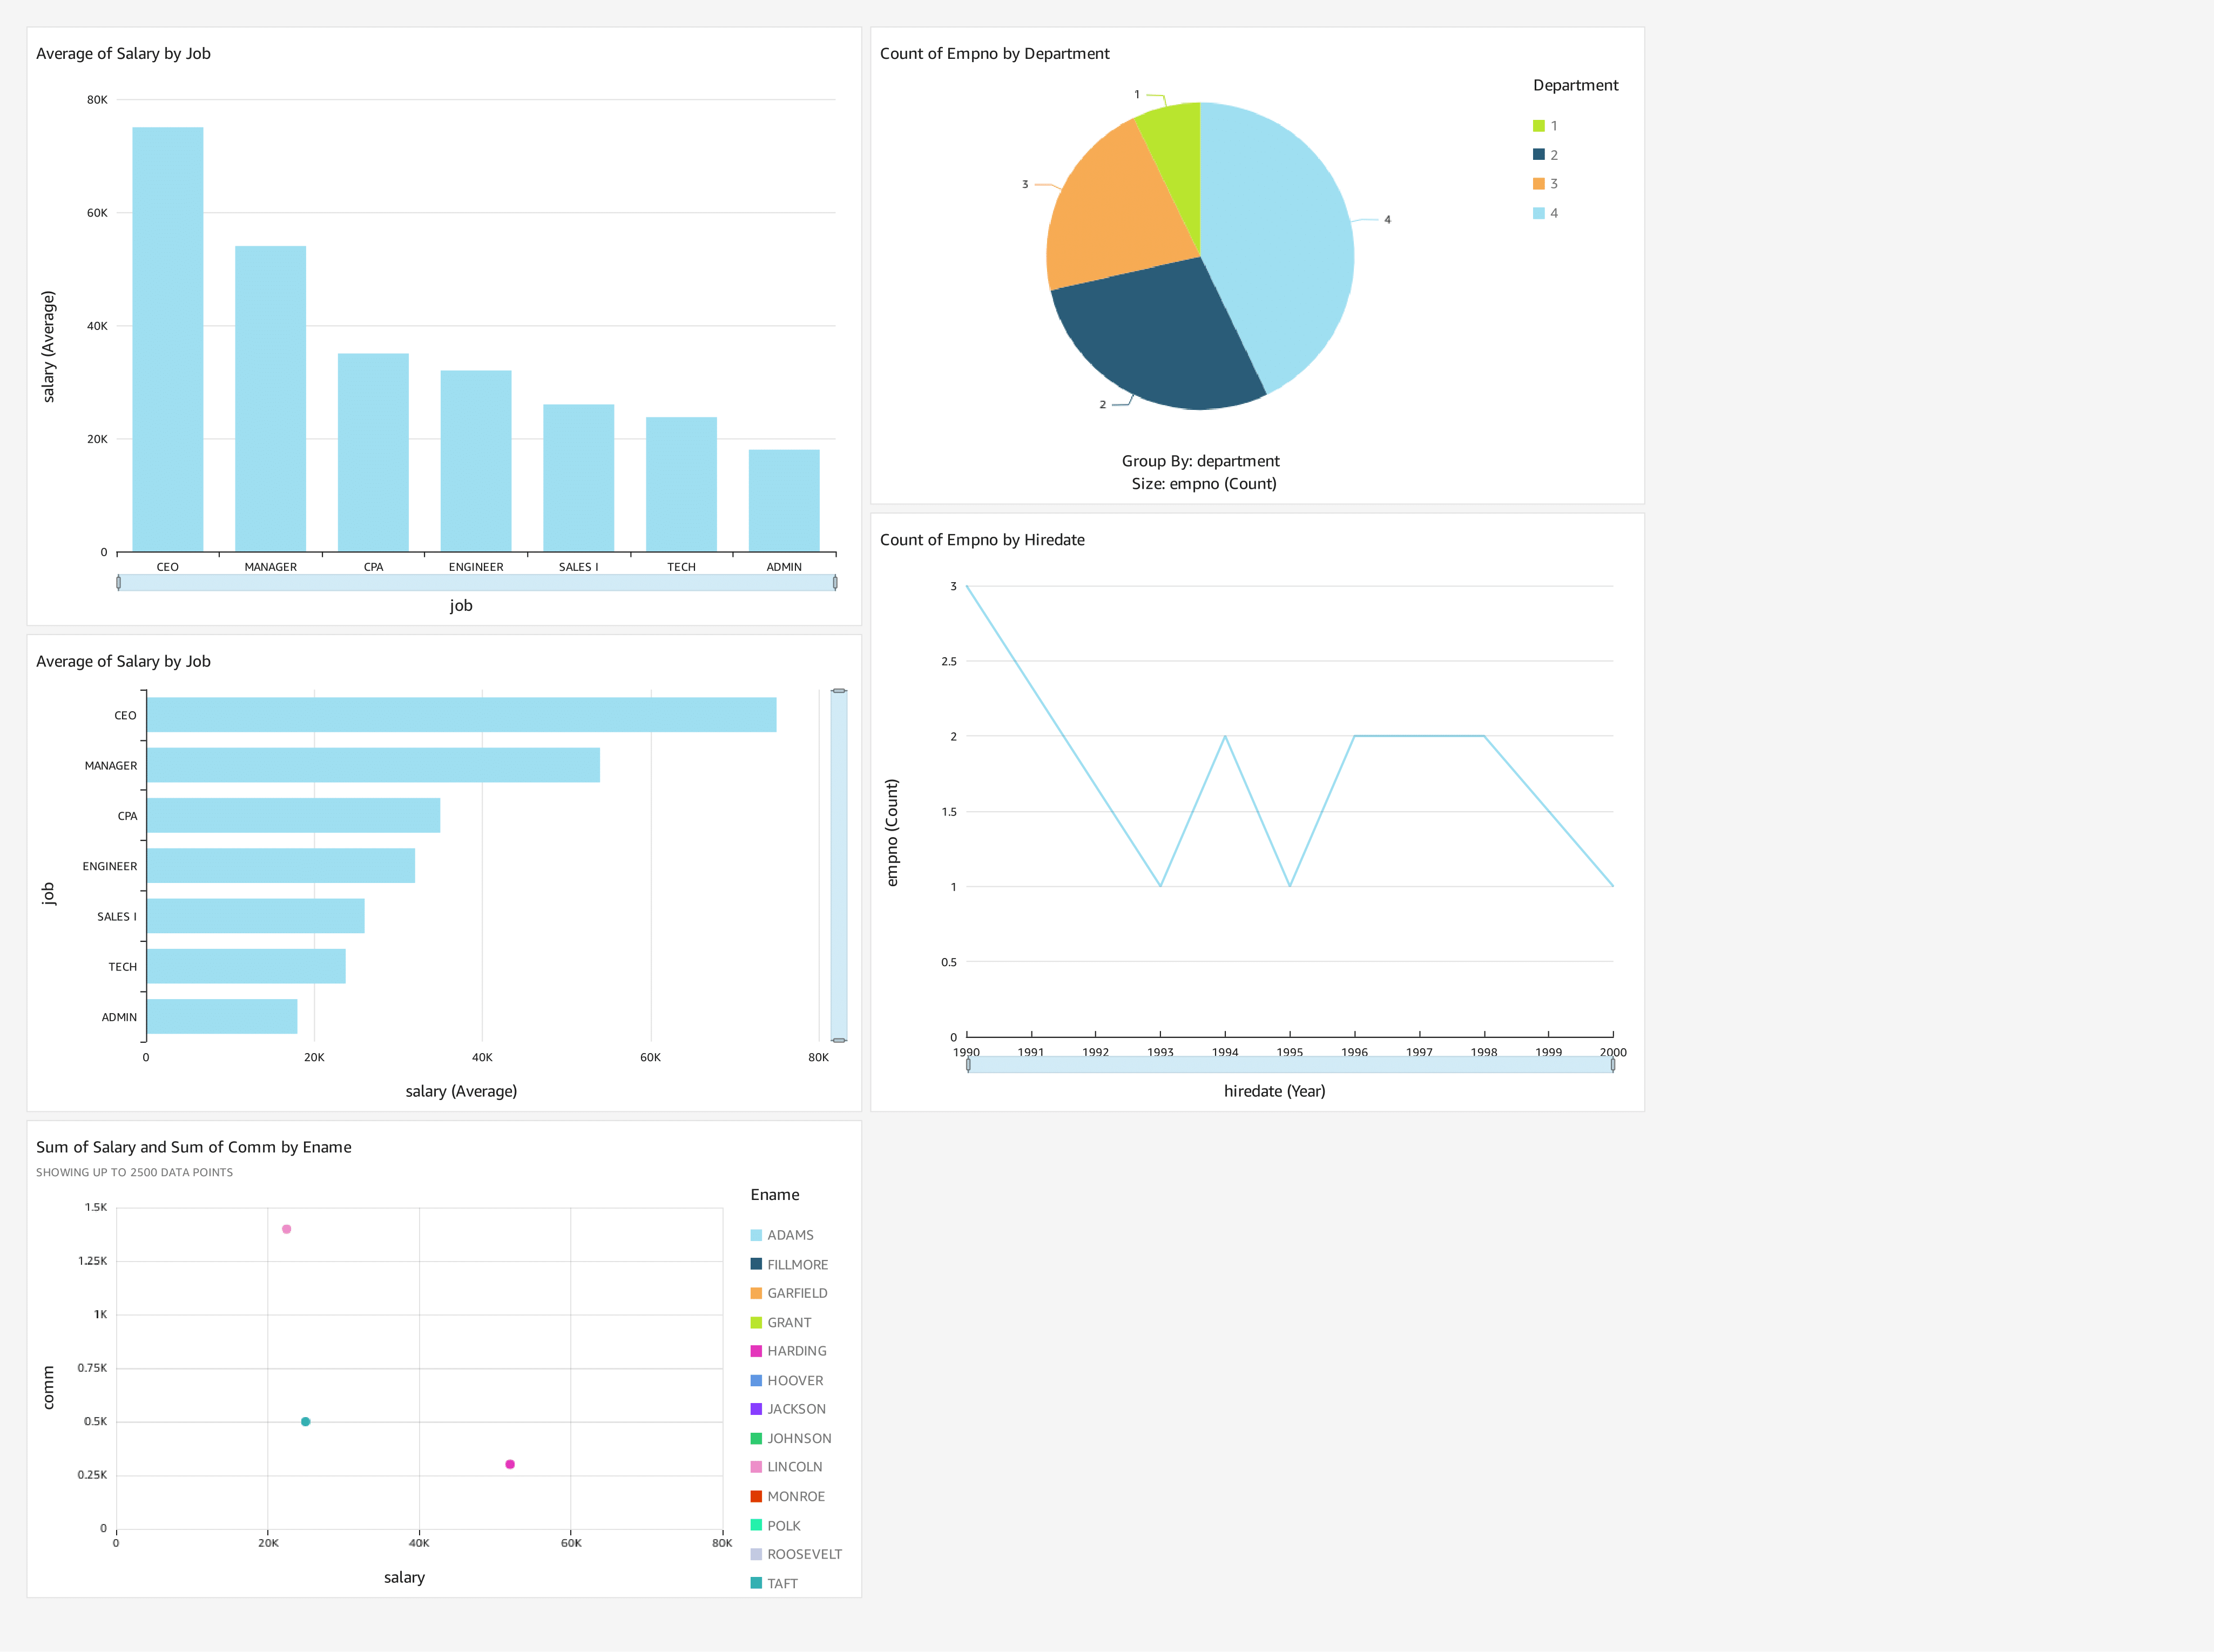 Average of Salary by Job
80K
60K
40K
20K
0
salary (Average)
CEO MANAGER CPA ENGINEER SALES I TECH ADMIN
job
Count of Empno by Department
Department
1
2
3
4
1
3
4
2
Group By: department
Size: empno (Count)
Average of Salary by Job
CEO
MANAGER
CPA
ENGINEER
SALES I
TECH
ADMIN
job
0 20K 40K 60K 80K
salary (Average)
Count of Empno by Hiredate
3
2.5
2
1.5
1
0.5
0
empno (Count)
1990 1991 1992 1993 1994 1995 1996 1997 1998 1999 2000
hiredate (Year)
Sum of Salary and Sum of Comm by Ename
SHOWING UP TO 2500 DATA POINTS
1.5K
1.25K
1K
0.75K
0.5K
0.25K
0
comm
0 20K 40K 60K 80K
salary
Ename
ADAMS
FILLMORE
GARFIELD
GRANT
HARDING
HOOVER
JACKSON
JOHNSON
LINCOLN
MONROE
POLK
ROOSEVELT
TAFT